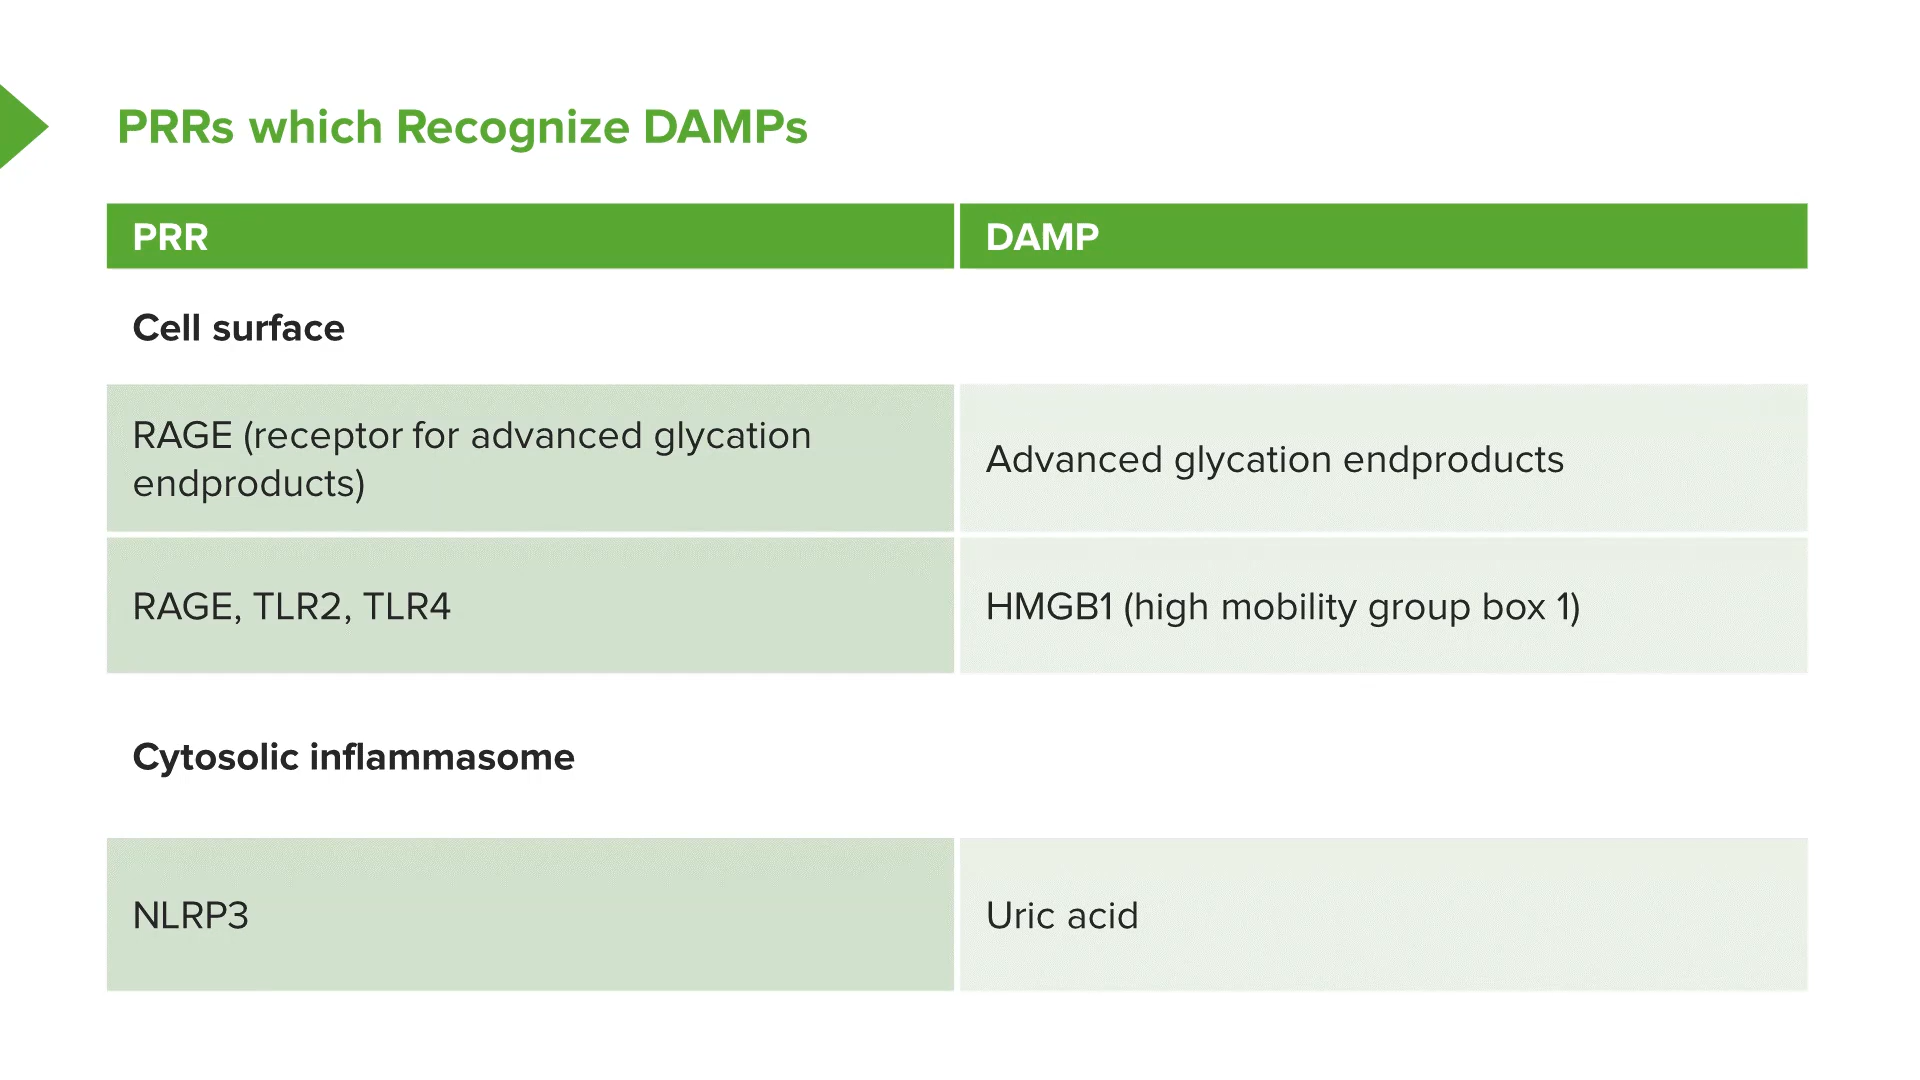 PRRs which Recognize DAMPs
PRR
DAMP
Cell surface
RAGE (receptor for advanced glycation
endproducts)
Advanced glycation endproducts
RAGE, TLR2, TLR4
HMGB1 (high mobility group box 1)
Cytosolic inflammasome
NLRP3
Uric acid